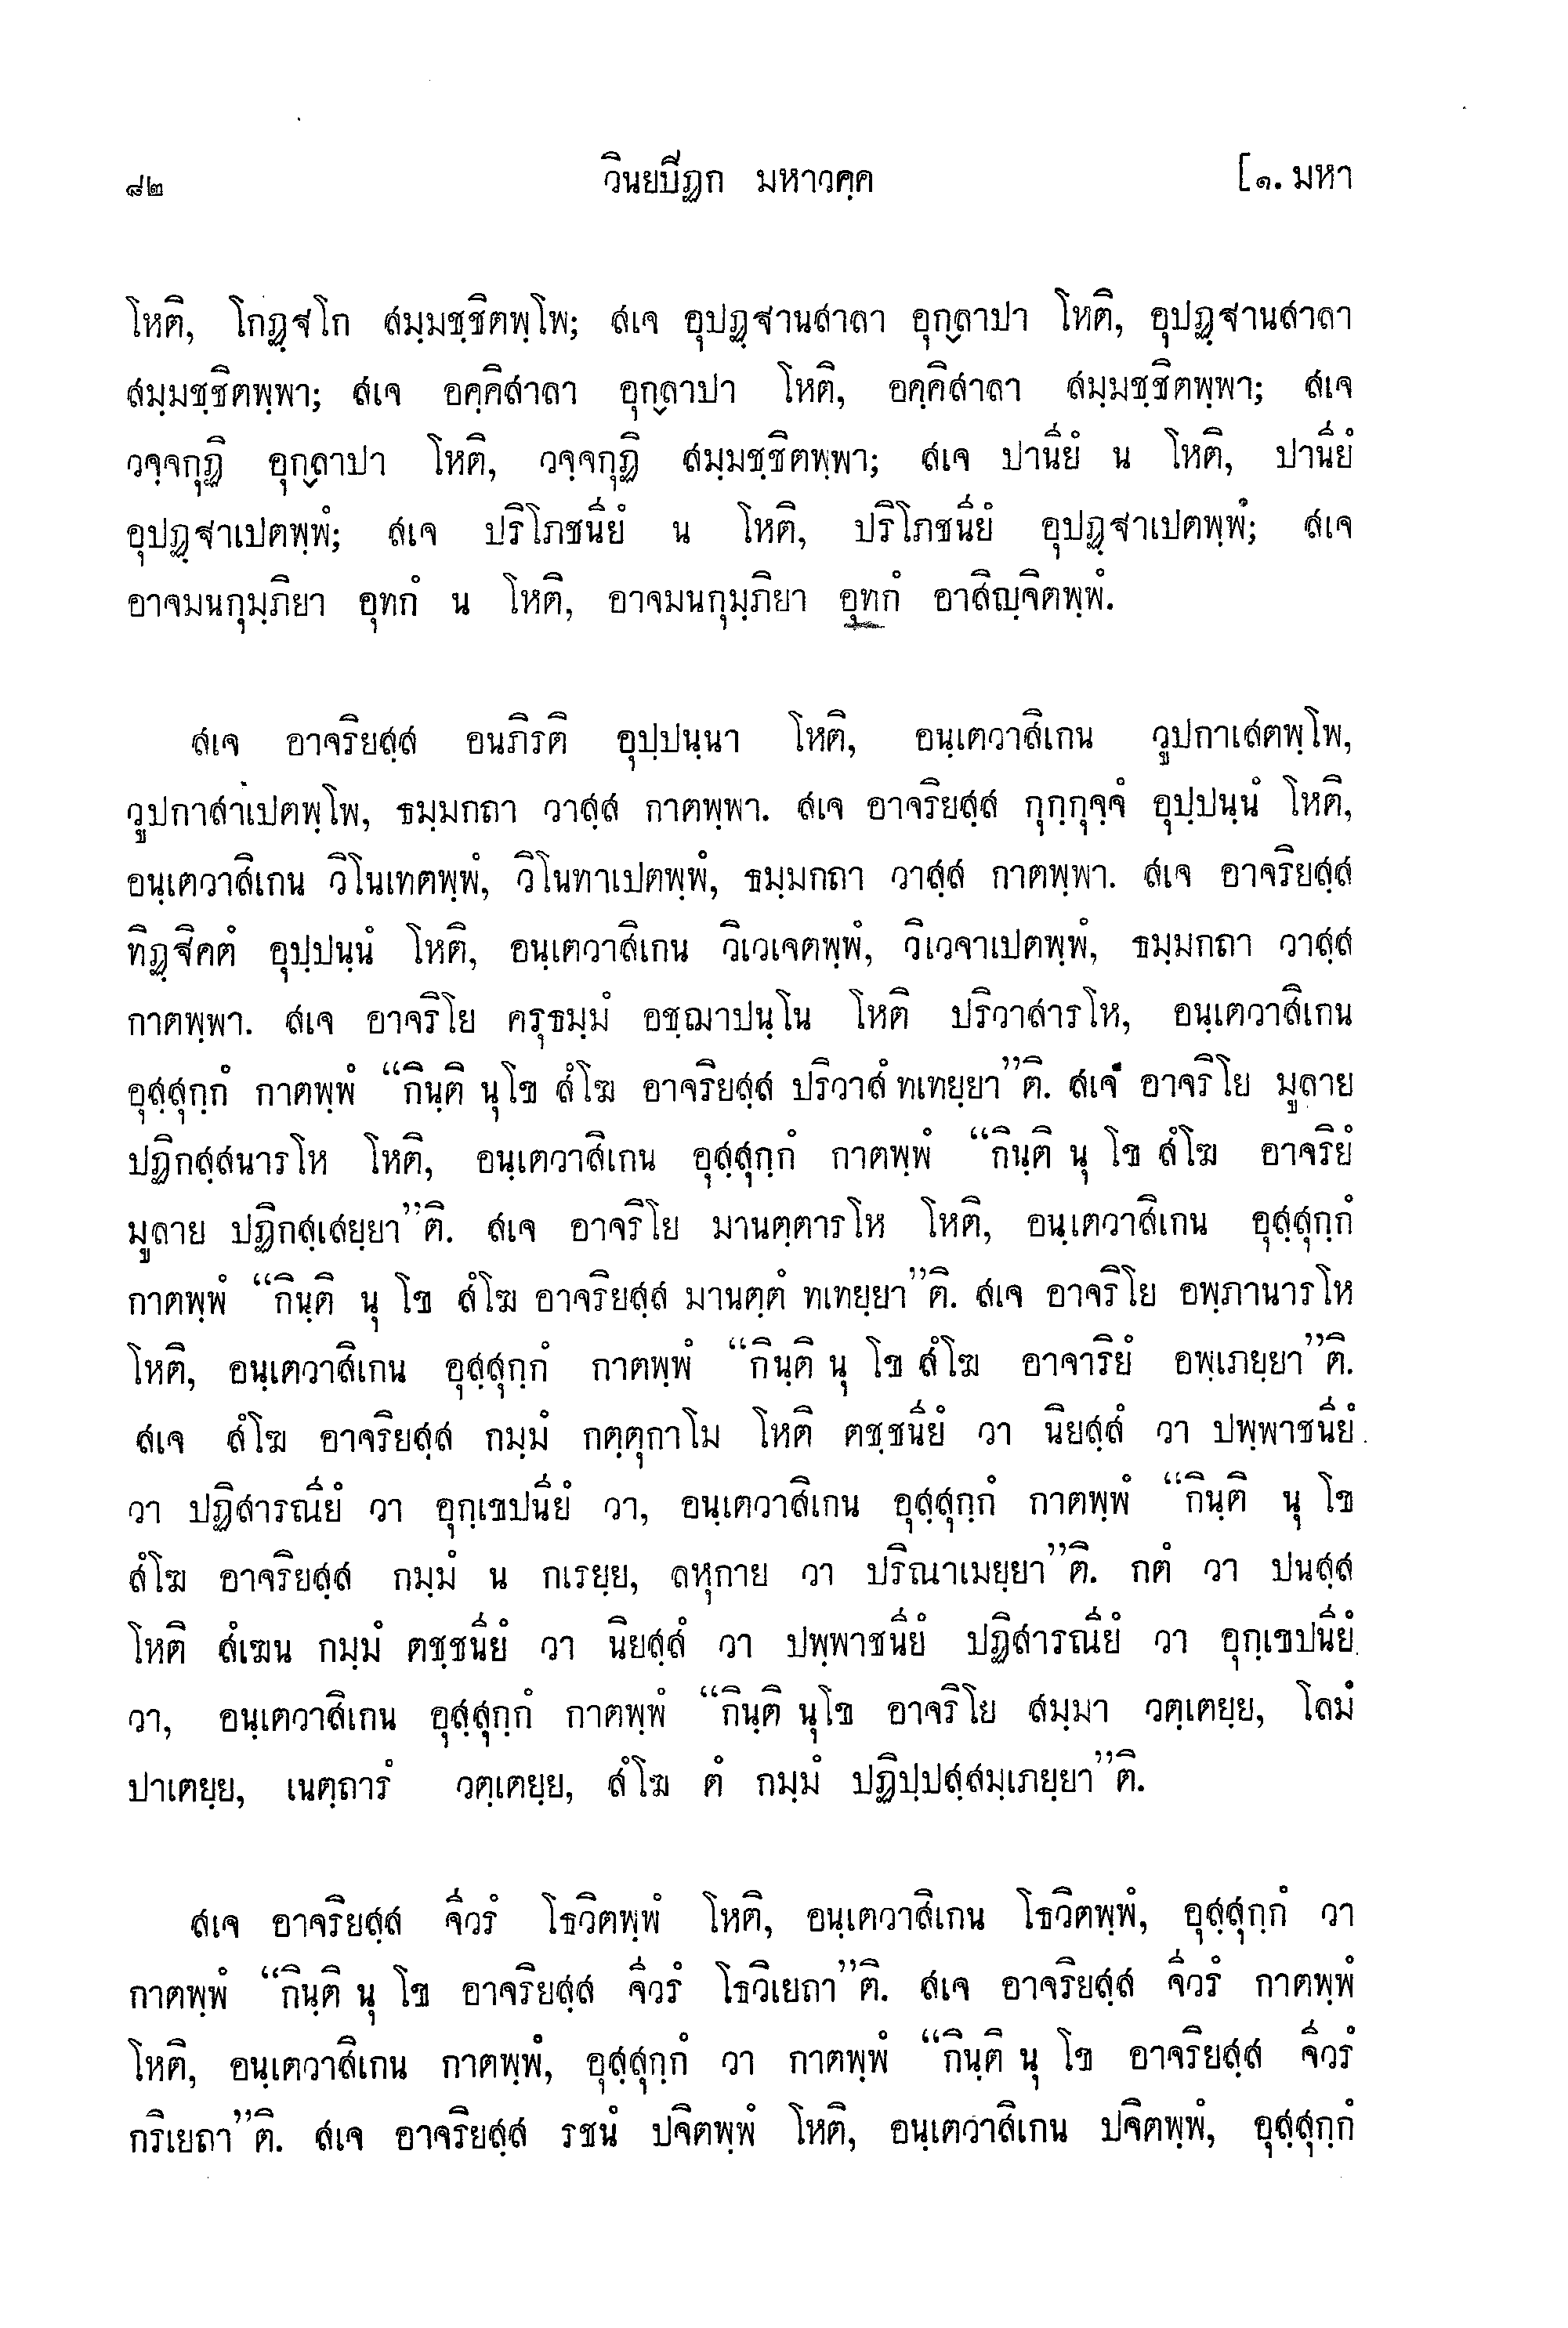 ๘๒ วินยปีฏก มหาวคฺค [๑. มหา
โหติ, โกฏฺฐโก สมฺมชฺชิตพฺโพ; สเจ อุปฏฺฐานสาลา อุกฺลาปา โหติ, อุปฏฺฐานสาลา
สมฺมชฺชิตพฺพา; สเจ อคฺคิสาลา อุกฺลาปา โหติ, อคฺคิสาลา สมฺมชฺชิตพฺพา; สเจ
วจฺจกุฏิ อุกฺลาปา โหติ, วจฺจกุฏิ สมฺมชฺชิตพฺพา; สเจ ปานียํ น โหติ, ปานียํ
อุปฏฺฐาเปตพฺพํ; สเจ ปริโภชนียํ น โหติ, ปริโภชนียํ อุปฏฺฐาเปตพฺพํ; สเจ
อาจมนกุมฺภิยา อุทกํ น โหติ, อาจมนกุมฺภิยา อุทกํ อาสิญฺจิตพฺพํ.
สเจ อาจริยสฺส อนภิรติ อุปฺปนฺนา โหติ, อนฺเตวาสิเกน วูปกาเสตพฺโพ,
วูปกาสาเปตพฺโพ, ธมฺมกถา วาสฺส กาตพฺพา. สเจ อาจริยสฺส กุกฺกุจฺจํ อุปฺปนฺนํ โหติ,
อนฺเตวาสิเกน วิโนเทตพฺพํ, วิโนทาเปตพฺพํ, ธมฺมกถา วาสฺส กาตพฺพา. สเจ อาจริยสฺส
ทิฏฺฐิคตํ อุปฺปนฺนํ โหติ, อนฺเตวาสิเกน วิเวเจตพฺพํ, วิเวจาเปตพฺพํ, ธมฺมกถา วาสฺส
กาตพฺพา. สเจ อาจริโย ครุธมฺมํ อชฺฌาปนฺโน โหติ ปริวาสารโห, อนฺเตวาสิเกน
อุสฺสุกฺกํ กาตพฺพํ “กินฺติ นุโข สํโฆ อาจริยสฺส ปริวาสํ ทเทยฺยา”ติ. สเจ อาจริโย มูลาย
ปฏิกสฺสนารโห โหติ, อนฺเตวาสิเกน อุสฺสุกฺกํ กาตพฺพํ “กินฺติ นุ โข สํโฆ อาจริยํ
มูลาย ปฏิกสฺเสยฺยา”ติ. สเจ อาจริโย มานตฺตารโห โหติ, อนฺเตวาสิเกน อุสฺสุกฺกํ
กาตพฺพํ “กินฺติ นุ โข สํโฆ อาจริยสฺส มานตฺตํ ทเทยฺยา”ติ. สเจ อาจริโย อพฺภานารโห
โหติ, อนฺเตวาสิเกน อุสฺสุกฺกํ กาตพฺพํ “กินฺติ นุ โข สํโฆ อาจาริยํ อพฺเภยฺยา”ติ.
สเจ สํโฆ อาจริยสฺส กมฺมํ กตฺตุกาโม โหติ ตชฺชนียํ วา นิยสฺสํ วา ปพฺพาชนียํ
วา ปฏิสารณียํ วา อุกฺเขปนียํ วา, อนฺเตวาสิเกน อุสฺสุกฺกํ กาตพฺพํ “กินฺติ นุ โข
สํโฆ อาจริยสฺส กมฺมํ น กเรยฺย, ลหุกาย วา ปริณาเมยฺยา”ติ. กตํ วา ปนสฺส
โหติ สํเฆน กมฺมํ ตชฺชนียํ วา นิยสฺสํ วา ปพฺพาชนียํ ปฏิสารณียํ วา อุกฺเขปนียํ
วา, อนฺเตวาสิเกน อุสฺสุกฺกํ กาตพฺพํ “กินฺติ นุโข อาจริโย สมฺมา วตฺเตยฺย, โลมํ
ปาเตยฺย, เนตฺถารํ วตฺเตยฺย, สํโฆ ตํ กมฺมํ ปฏิปฺปสฺสมฺเภยฺยา”ติ.
สเจ อาจริยสฺส จีวรํ โธวิตพฺพํ โหติ, อนฺเตวาสิเกน โธวิตพฺพํ, อุสฺสุกฺกํ วา
กาตพฺพํ “กินฺติ นุ โข อาจริยสฺส จีวรํ โธวิเยถา”ติ. สเจ อาจริยสฺส จีวรํ กาตพฺพํ
โหติ, อนฺเตวาสิเกน กาตพฺพํ, อุสฺสุกฺกํ วา กาตพฺพํ “กินฺติ นุ โข อาจริยสฺส จีวรํ
กริเยถา”ติ. สเจ อาจริยสฺส รชนํ ปจิตพฺพํ โหติ, อนฺเตวาสิเกน ปจิตพฺพํ, อุสฺสุกฺกํ